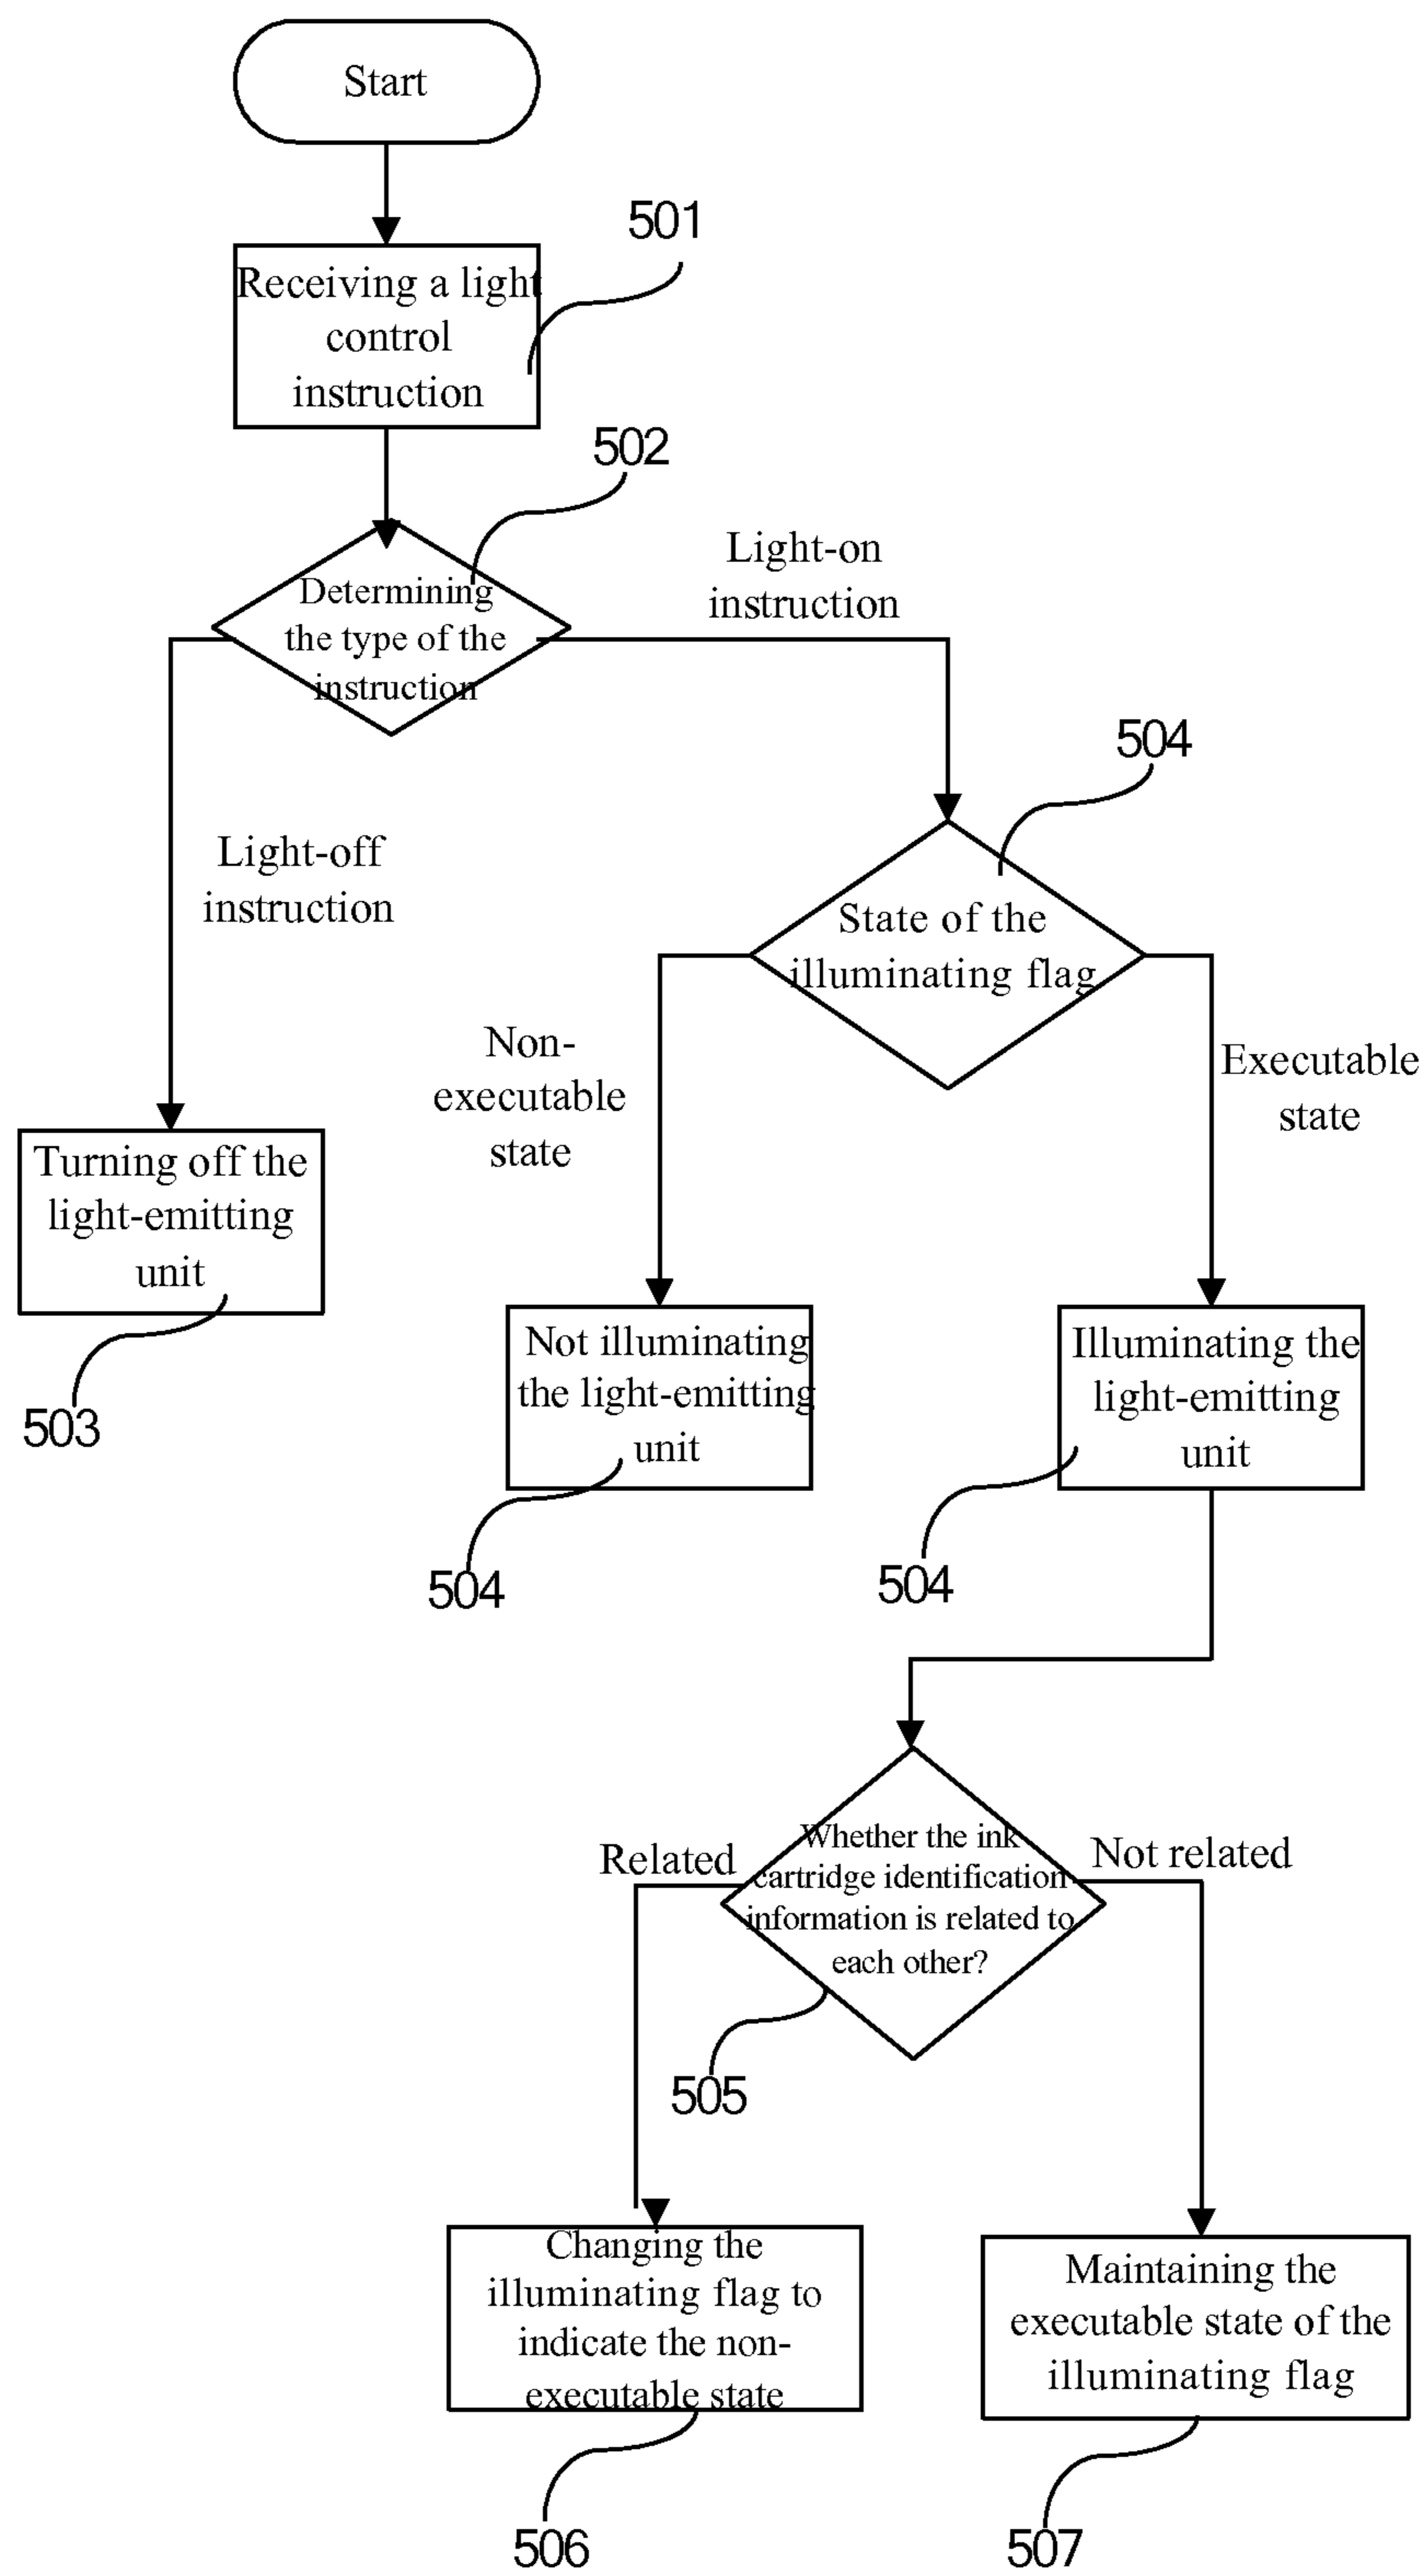 Start
501
Receiving a light
control
instruction
502
Determining
the type of the
instruction
Light-on
instruction
504
Light-off
instruction
State of the
illuminating flag
Non-
executable
state
Executable
state
Turning off the
light-emitting
unit
503
Not illuminating
the light-emitting
unit
504
Illuminating the
light-emitting
unit
504
Related
Whether the ink
cartridge identification
information is related to
each other?
Not related
505
Changing the
illuminating flag to
indicate the non-
executable state
506
Maintaining the
executable state of the
illuminating flag
507